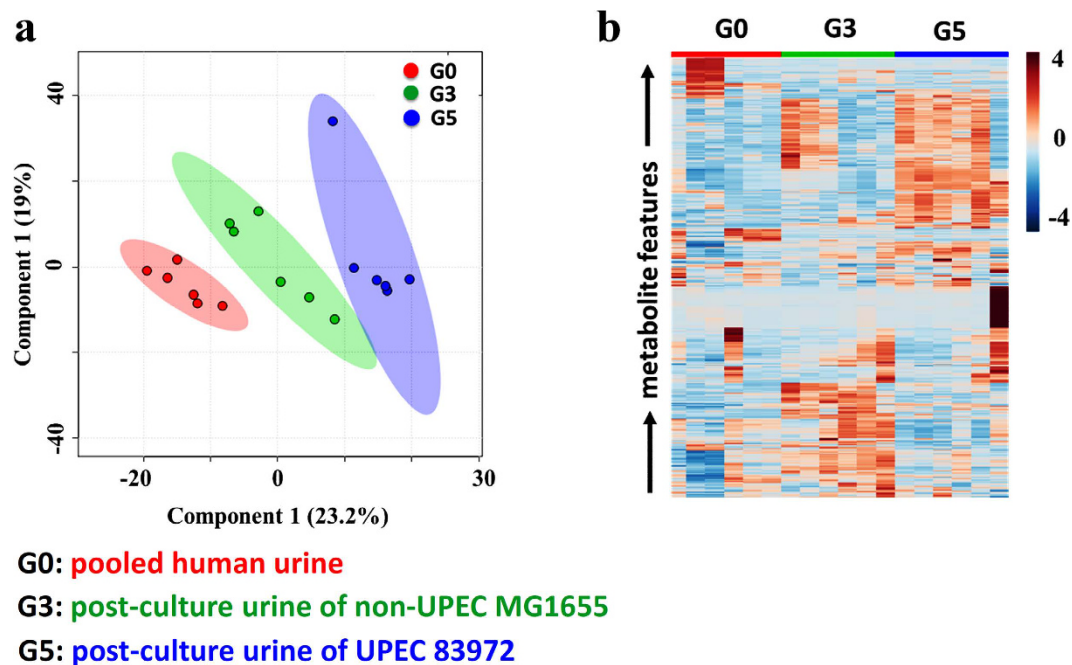 a
G0
G3
G5
40
0
-40
Component 1 (19%)
-20
0
30
Component 1 (23.2%)
b
G0
G3
G5
metabolite features
4
0
-4
G0: pooled human urine
G3: post-culture urine of non-UPEC MG1655
G5: post-culture urine of UPEC 83972